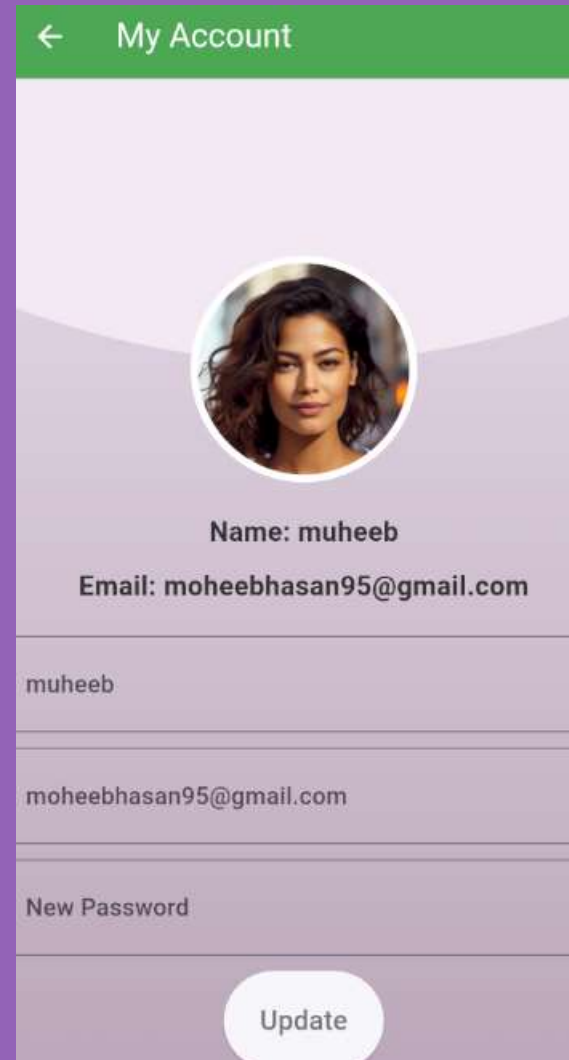 My Account
Name: muheeb
Email: moheebhasan95@gmail.com
muheeb
moheebhasan95@gmail.com
New Password
Update